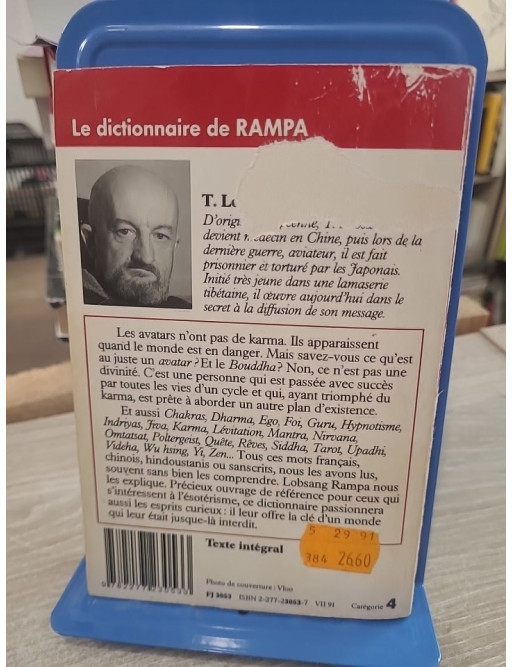 Le dictionnaire de RAMPA
T. L
D'orig
devient médecin en Chine, puis lors de la
dernière guerre, aviateur, il est fait
prisonnier et torturé par les Japonais.
Initié très jeune dans une lamaserie
tibétaine, il œuvre aujourd'hui dans le
secret à la diffusion de son message.
Les avatars n'ont pas de karma. Ils apparaissent
quand le monde est en danger. Mais savez-vous ce qu'est
au juste un avatar ? Et le Bouddha ? Non, ce n'est pas une
divinité. C'est une personne qui est passée avec succès
par toutes les vies d'un cycle et qui, ayant triomphé du
karma, est prête à aborder un autre plan d'existence.
Et aussi Chakras, Dharma, Ego, Foi, Guru, Hypnotisme,
Indriyas, Jiva, Karma, Lévitation, Mantra, Nirvana,
Omtatsat, Poltergeist, Quête, Rêves, Siddha, Tarot, Upadhi,
Videha, Wu hsing, Yi, Zen... Tous ces mots français,
chinois, hindoustanis ou sanscrits, nous les avons lus,
souvent sans bien les comprendre. Lobsang Rampa nous
les explique. Précieux ouvrage de référence pour ceux qui
s'intéressent à l'ésotérisme, ce dictionnaire passionnera
aussi les esprits curieux : il leur offre la clé d'un monde
qui leur était jusque-là interdit.
5 29 91
384 2660
Texte intégral
Photo de couverture : Vloo
ISBN 2-277-23053-7 VII 91 Catégorie 4